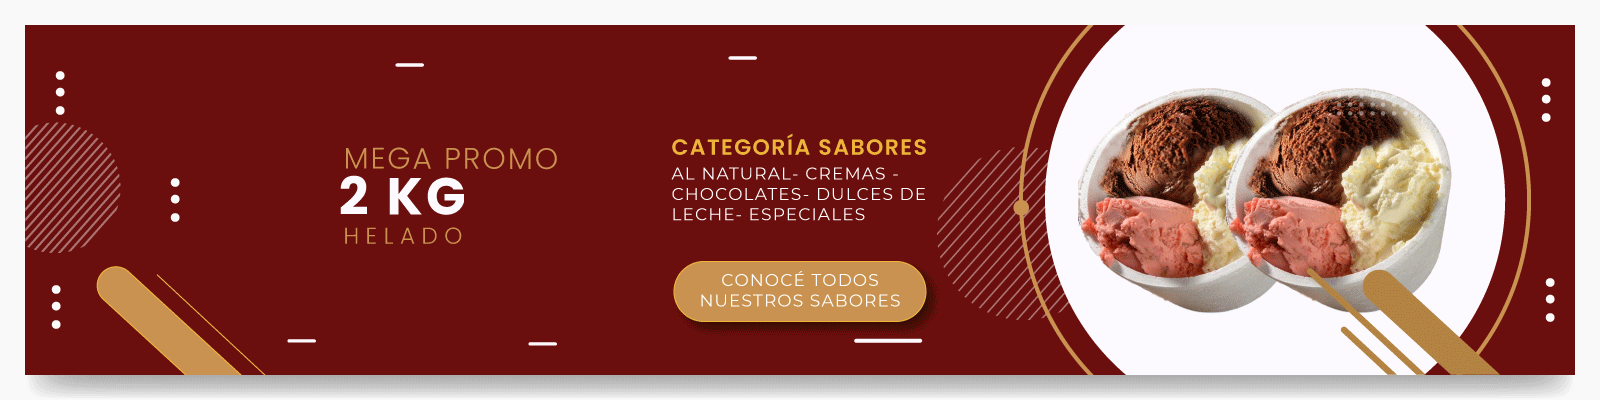 MEGA PROMO
2 KG
HELADO
CATEGORÍA SABORES
AL NATURAL- CREMAS -
CHOCOLATES- DULCES DE
LECHE- ESPECIALES
CONOCÉ TODOS
NUESTROS SABORES